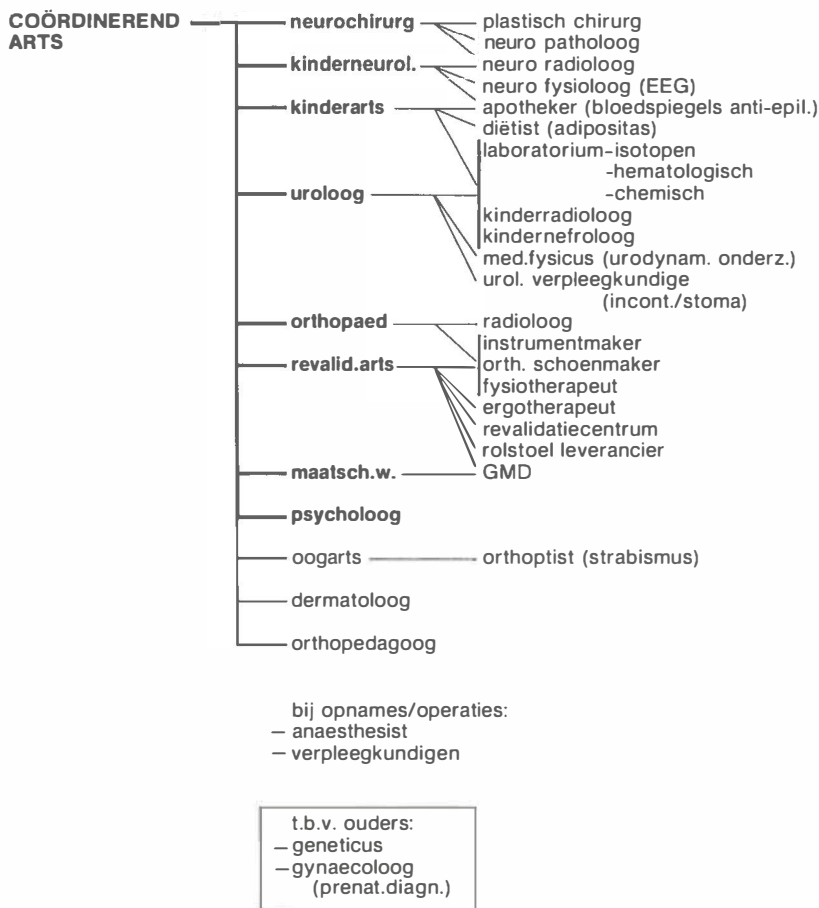 COÖRDINEREND
ARTS
neurochirurg
plastisch chirurg
neuro patholoog
kinderneurol.
neuro radioloog
neuro fysioloog (EEG)
kinderarts
apotheker (bloedspiegels anti-epil.)
diëtist (adipositas)
laboratorium-isotopen
-hematologisch
uroloog
-chemisch
kinderradioloog
kindernefroloog
med.fysicus (urodynam. onderz.)
urol. verpleegkundige
(incont./stoma)
orthopaed
radioloog
instrumentmaker
revalid.arts
orth. schoenmaker
fysiotherapeut
ergotherapeut
revalidatiecentrum
rolstoel leverancier
maatsch.w.
GMD
psycholoog
oogarts
orthoptist (strabismus)
dermatoloog
orthopedagoog
bij opnames/operaties:
— anaesthesist
— verpleegkundigen
t.b.v. ouders:
— geneticus
— gynaecoloog
(prenat.diagn.)